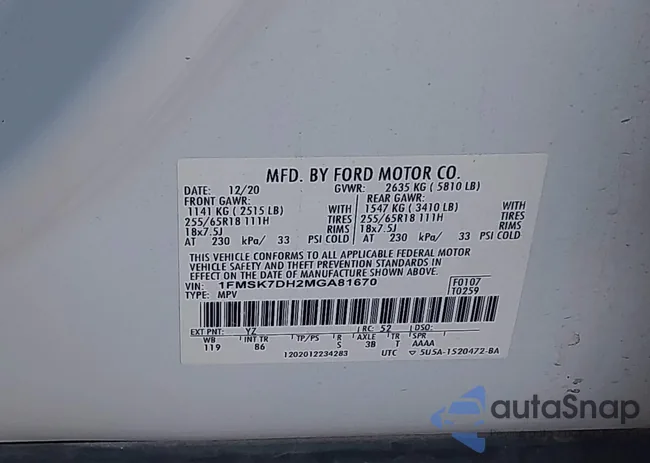 MFD. BY FORD MOTOR CO.
DATE: 12/20 GVWR: 2635 KG ( 5810 LB)
FRONT GAWR: REAR GAWR:
1141 KG ( 2515 LB) WITH 1547 KG ( 3410 LB) WITH
255/65R18 111H TIRES 255/65R18 111H TIRES
18x7.5J RIMS 18x7.5J RIMS
AT 230 kPa/ 33 PSI COLD AT 230 kPa/ 33 PSI COLD
THIS VEHICLE CONFORMS TO ALL APPLICABLE FEDERAL MOTOR
VEHICLE SAFETY AND THEFT PREVENTION STANDARDS IN
EFFECT ON THE DATE OF MANUFACTURE SHOWN ABOVE.
VIN: 1FMSK7DH2MGA81670 F0107
TYPE: MPV T0259
EXT PNT: YZ RC: 52 DSO:
WB INT TR TP/PS R AXLE TR SPR
119 86 S 3B T AAAA
1202012234283 UTC ▽ 5U5A-1520472-BA
autoSnap